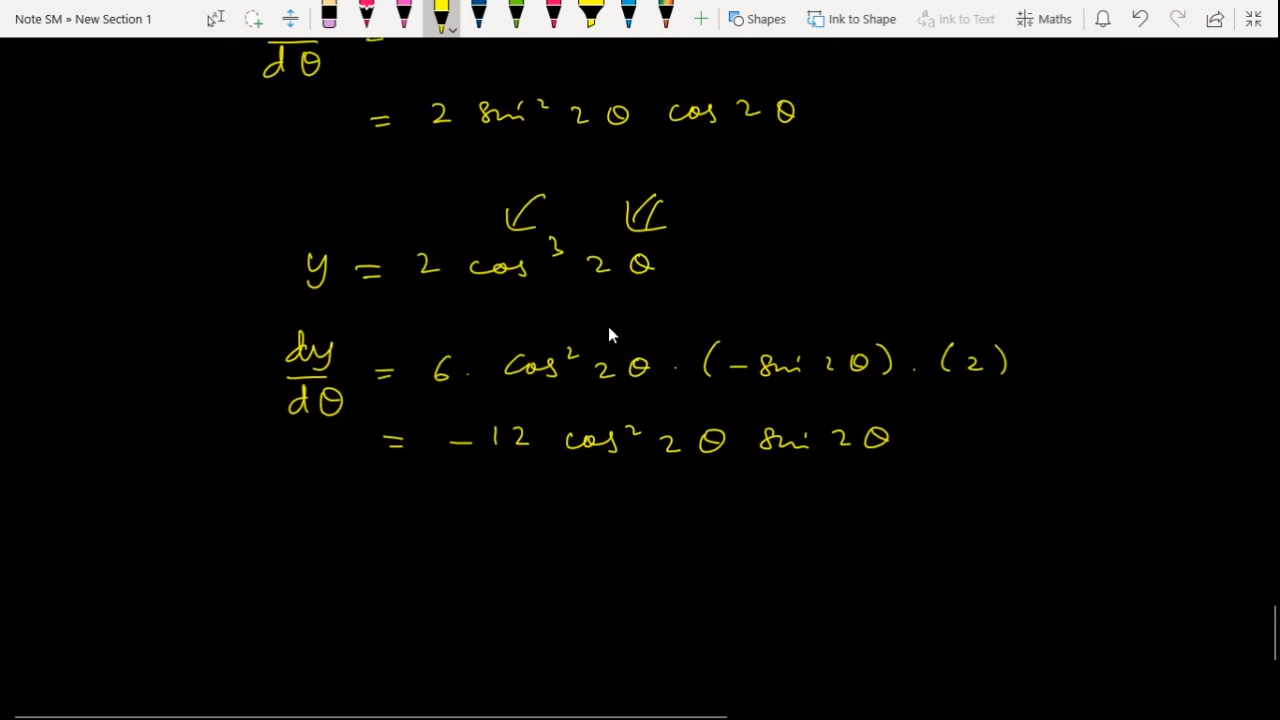 Note SM » New Section 1
Shapes
Ink to Shape
Ink to Text
Maths
dθ
= 2 sin² 2θ cos 2θ
y = 2 cos³ 2θ
dy/dθ = 6 · cos² 2θ · (− sin 2θ) · (2)
= − 12 cos² 2θ sin 2θ